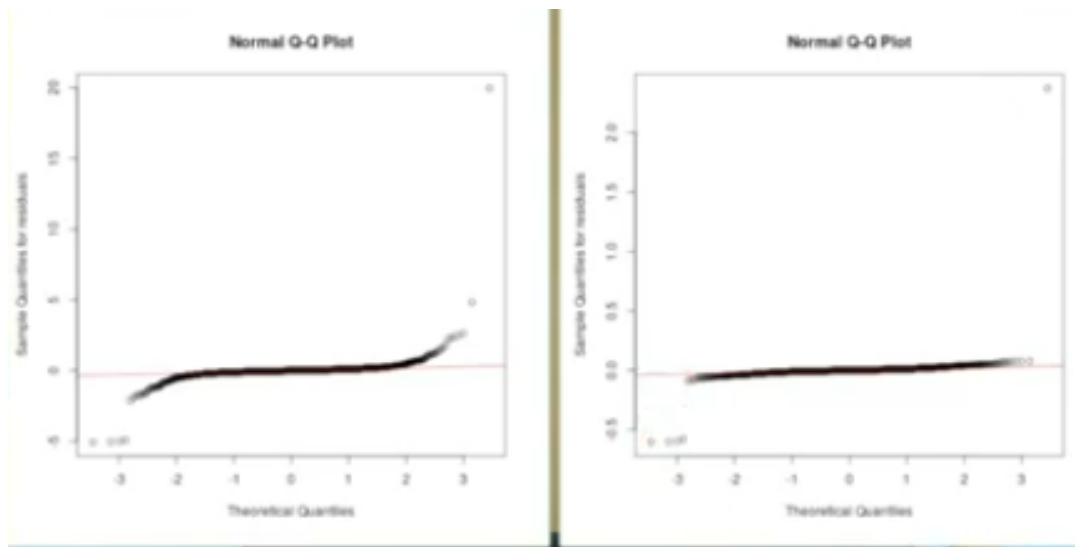 Normal Q-Q Plot
Sample Quantiles for residuals
20
15
10
5
0
-5
-3 -2 -1 0 1 2 3
Theoretical Quantiles
Normal Q-Q Plot
Sample Quantiles for residuals
2.0
1.5
1.0
0.5
0.0
-0.5
-3 -2 -1 0 1 2 3
Theoretical Quantiles